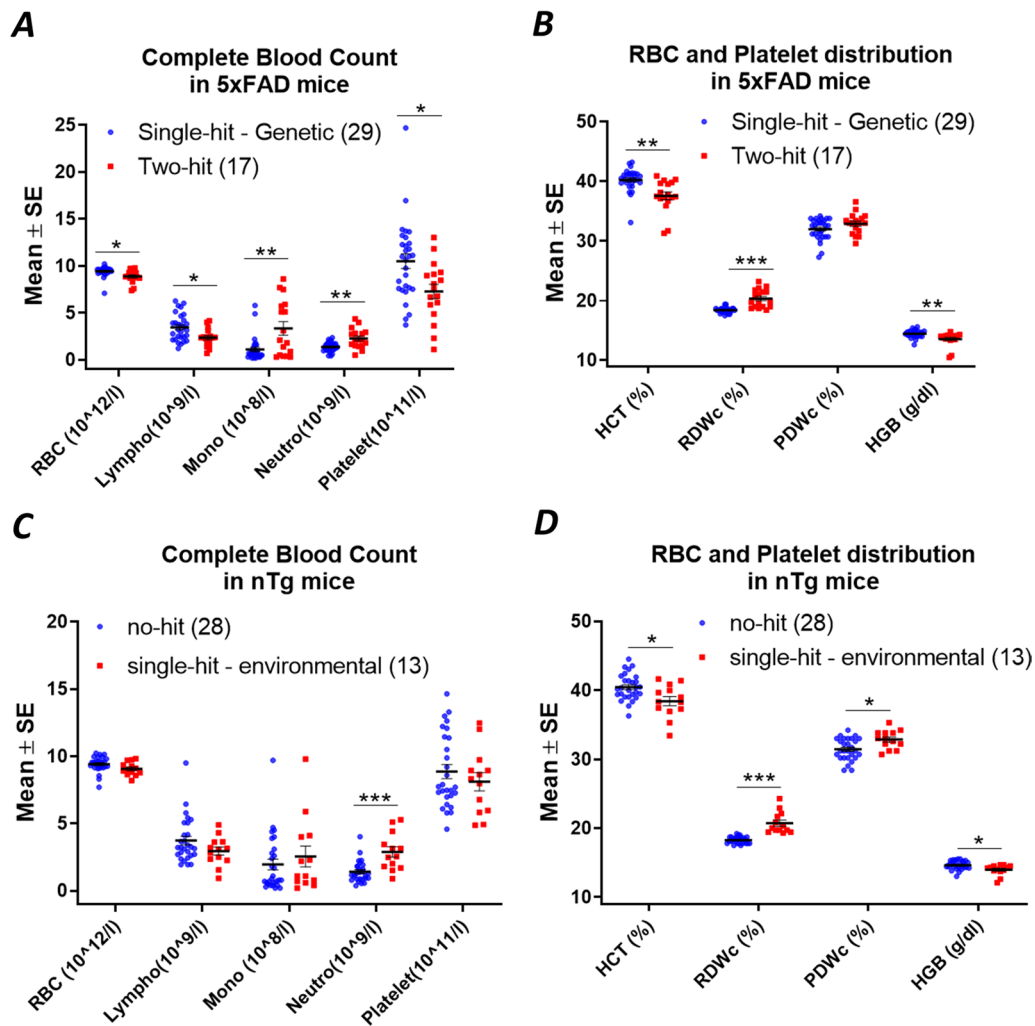 A
Complete Blood Count
in 5xFAD mice
Single-hit - Genetic (29)
Two-hit (17)
Mean ± SE
25
20
15
10
5
0
*
*
**
**
*
RBC (10^12/l)
Lympho(10^9/l)
Mono (10^8/l)
Neutro(10^9/l)
Platelet(10^11/l)
B
RBC and Platelet distribution
in 5xFAD mice
Single-hit - Genetic (29)
Two-hit (17)
Mean ± SE
50
40
30
20
10
**
***
**
HCT (%)
RDWc (%)
PDWc (%)
HGB (g/dl)
C
Complete Blood Count
in nTg mice
no-hit (28)
single-hit - environmental (13)
Mean ± SE
20
15
10
5
0
***
RBC (10^12/l)
Lympho(10^9/l)
Mono (10^8/l)
Neutro(10^9/l)
Platelet(10^11/l)
D
RBC and Platelet distribution
in nTg mice
no-hit (28)
single-hit - environmental (13)
Mean ± SE
50
40
30
20
10
*
***
*
*
HCT (%)
RDWc (%)
PDWc (%)
HGB (g/dl)